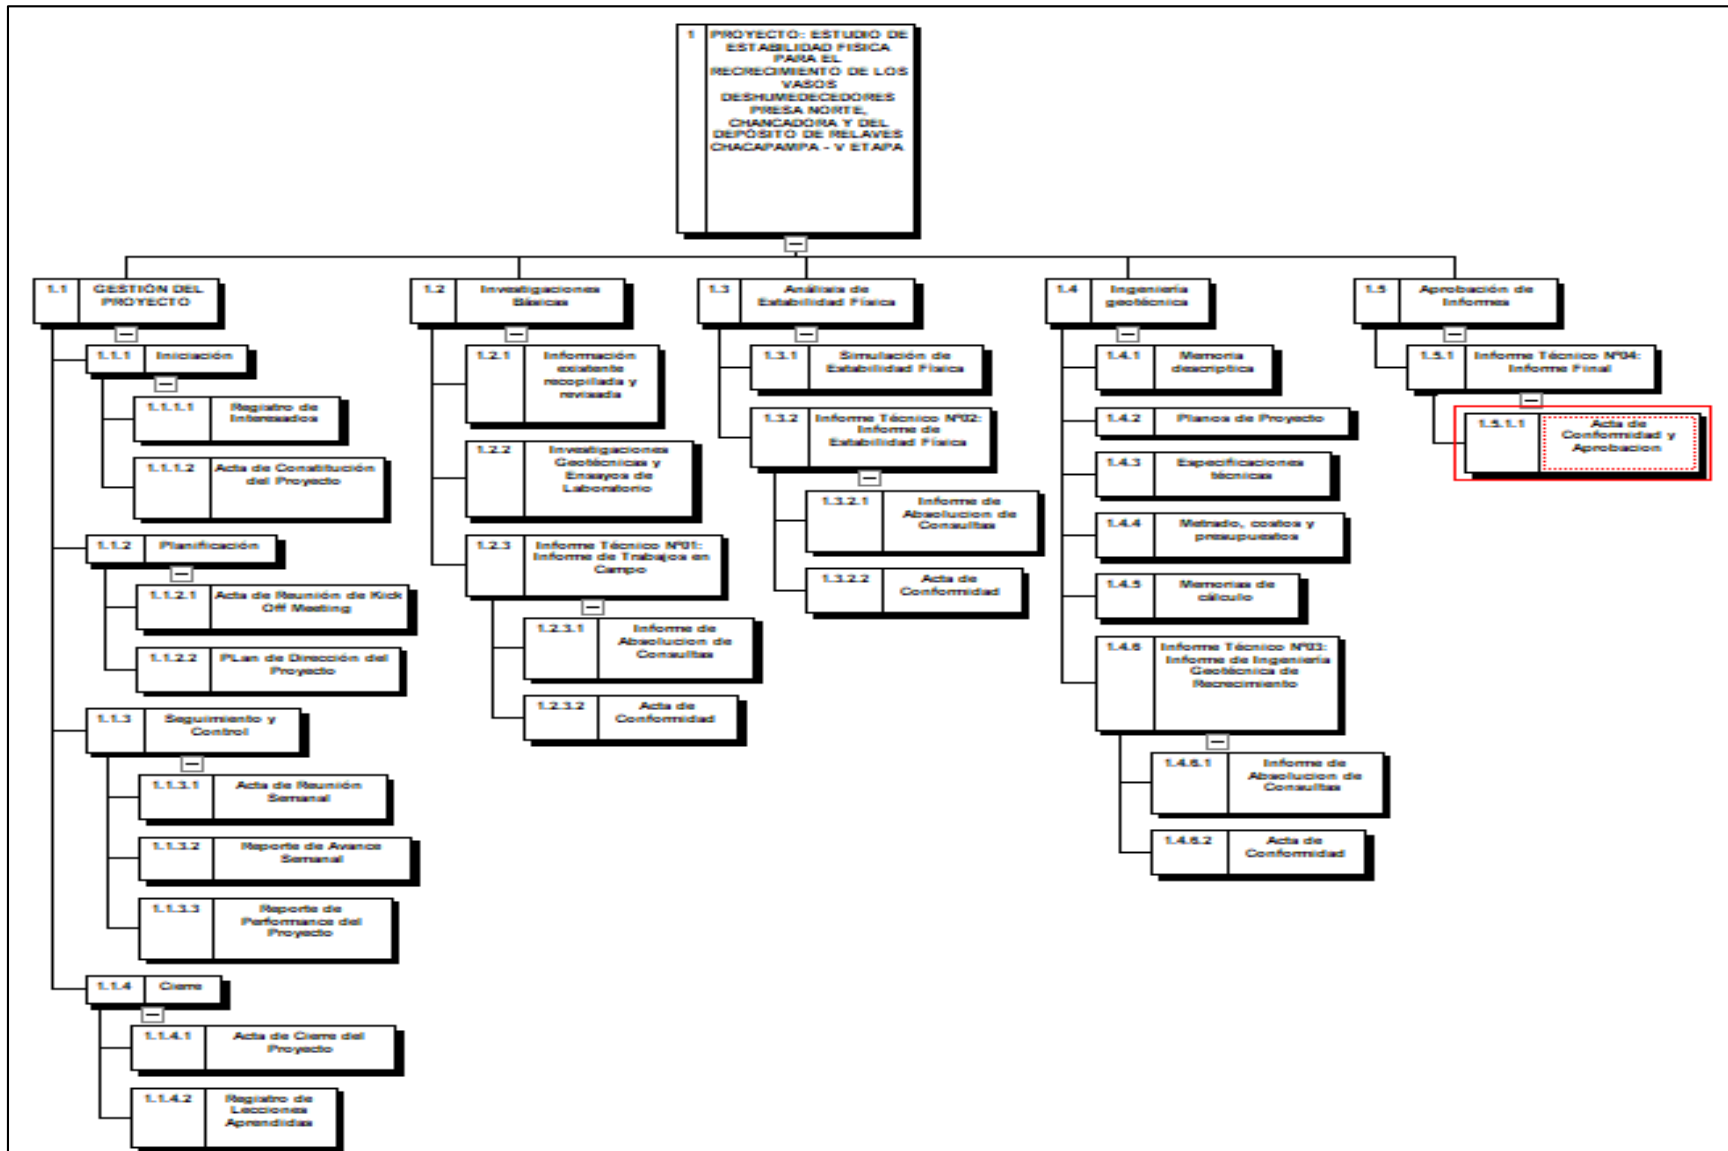 1 PROYECTO: ESTUDIO DE
ESTABILIDAD FISICA
PARA EL
RECRECIMIENTO DE LOS
VASOS
DESHUMEDECEDORES
PRESA NORTE,
CHANCADORA Y DEL
DEPÓSITO DE RELAVES
CHACAPAMPA - V ETAPA
1.1 GESTIÓN DEL
PROYECTO
1.1.1 Iniciación
1.1.1.1 Registro de
Interesados
1.1.1.2 Acta de Constitución
del Proyecto
1.1.2 Planificación
1.1.2.1 Acta de Reunión de Kick
Off Meeting
1.1.2.2 PLan de Dirección del
Proyecto
1.1.3 Seguimiento y
Control
1.1.3.1 Acta de Reunión
Semanal
1.1.3.2 Reporte de Avance
Semanal
1.1.3.3 Reporte de
Performance del
Proyecto
1.1.4 Cierre
1.1.4.1 Acta de Cierre del
Proyecto
1.1.4.2 Registro de
Lecciones
Aprendidas
1.2 Investigaciones
Básicas
1.2.1 Información
existente
recopilada y
revisada
1.2.2 Investigaciones
Geotécnicas y
Ensayos de
Laboratorio
1.2.3 Informe Técnico Nº01:
Informe de Trabajos en
Campo
1.2.3.1 Informe de
Absolucion de
Consultas
1.2.3.2 Acta de
Conformidad
1.3 Análisis de
Estabilidad Física
1.3.1 Simulación de
Estabilidad Física
1.3.2 Informe Técnico Nº02:
Informe de
Estabilidad Física
1.3.2.1 Informe de
Absolucion de
Consultas
1.3.2.2 Acta de
Conformidad
1.4 Ingeniería
geotécnica
1.4.1 Memoria
descriptica
1.4.2 Planos de Proyecto
1.4.3 Especificaciones
técnicas
1.4.4 Metrado, costos y
presupuestos
1.4.5 Memorias de
cálculo
1.4.6 Informe Técnico Nº03:
Informe de Ingeniería
Geotécnica de
Recrecimiento
1.4.6.1 Informe de
Absolucion de
Consultas
1.4.6.2 Acta de
Conformidad
1.5 Aprobación de
Informes
1.5.1 Informe Técnico Nº04:
Informe Final
1.5.1.1 Acta de
Conformidad y
Aprobacion